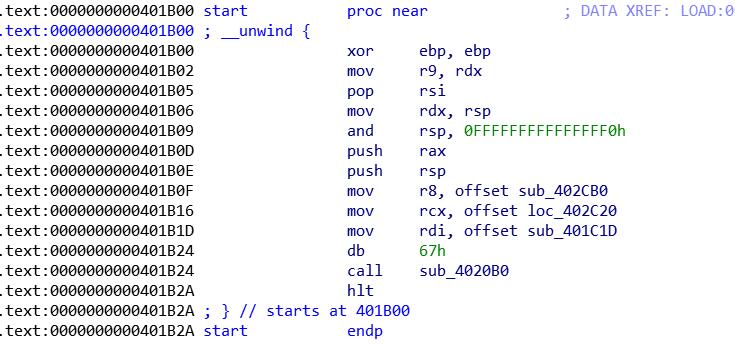 .text:0000000000401B00 start proc near ; DATA XREF: LOAD:0
.text:0000000000401B00 ; __unwind {
.text:0000000000401B00 xor ebp, ebp
.text:0000000000401B02 mov r9, rdx
.text:0000000000401B05 pop rsi
.text:0000000000401B06 mov rdx, rsp
.text:0000000000401B09 and rsp, 0FFFFFFFFFFFFFFF0h
.text:0000000000401B0D push rax
.text:0000000000401B0E push rsp
.text:0000000000401B0F mov r8, offset sub_402CB0
.text:0000000000401B16 mov rcx, offset loc_402C20
.text:0000000000401B1D mov rdi, offset sub_401C1D
.text:0000000000401B24 db 67h
.text:0000000000401B24 call sub_4020B0
.text:0000000000401B2A hlt
.text:0000000000401B2A ; } // starts at 401B00
.text:0000000000401B2A start endp